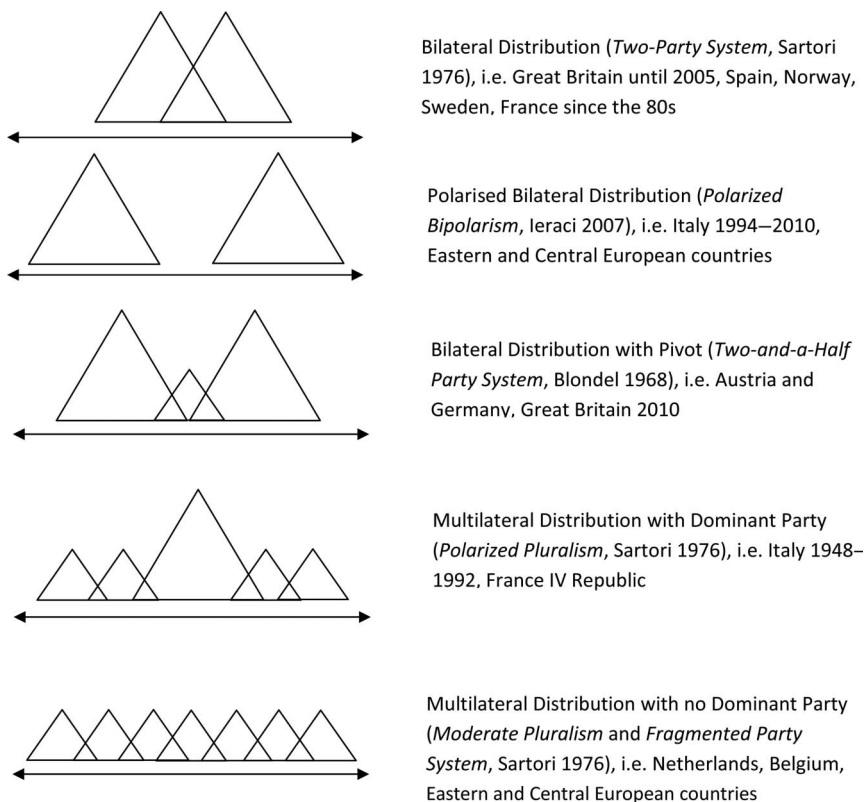 Bilateral Distribution (Two-Party System, Sartori
1976), i.e. Great Britain until 2005, Spain, Norway,
Sweden, France since the 80s
Polarised Bilateral Distribution (Polarized
Bipolarism, Ieraci 2007), i.e. Italy 1994–2010,
Eastern and Central European countries
Bilateral Distribution with Pivot (Two-and-a-Half
Party System, Blondel 1968), i.e. Austria and
Germany, Great Britain 2010
Multilateral Distribution with Dominant Party
(Polarized Pluralism, Sartori 1976), i.e. Italy 1948–
1992, France IV Republic
Multilateral Distribution with no Dominant Party
(Moderate Pluralism and Fragmented Party
System, Sartori 1976), i.e. Netherlands, Belgium,
Eastern and Central European countries